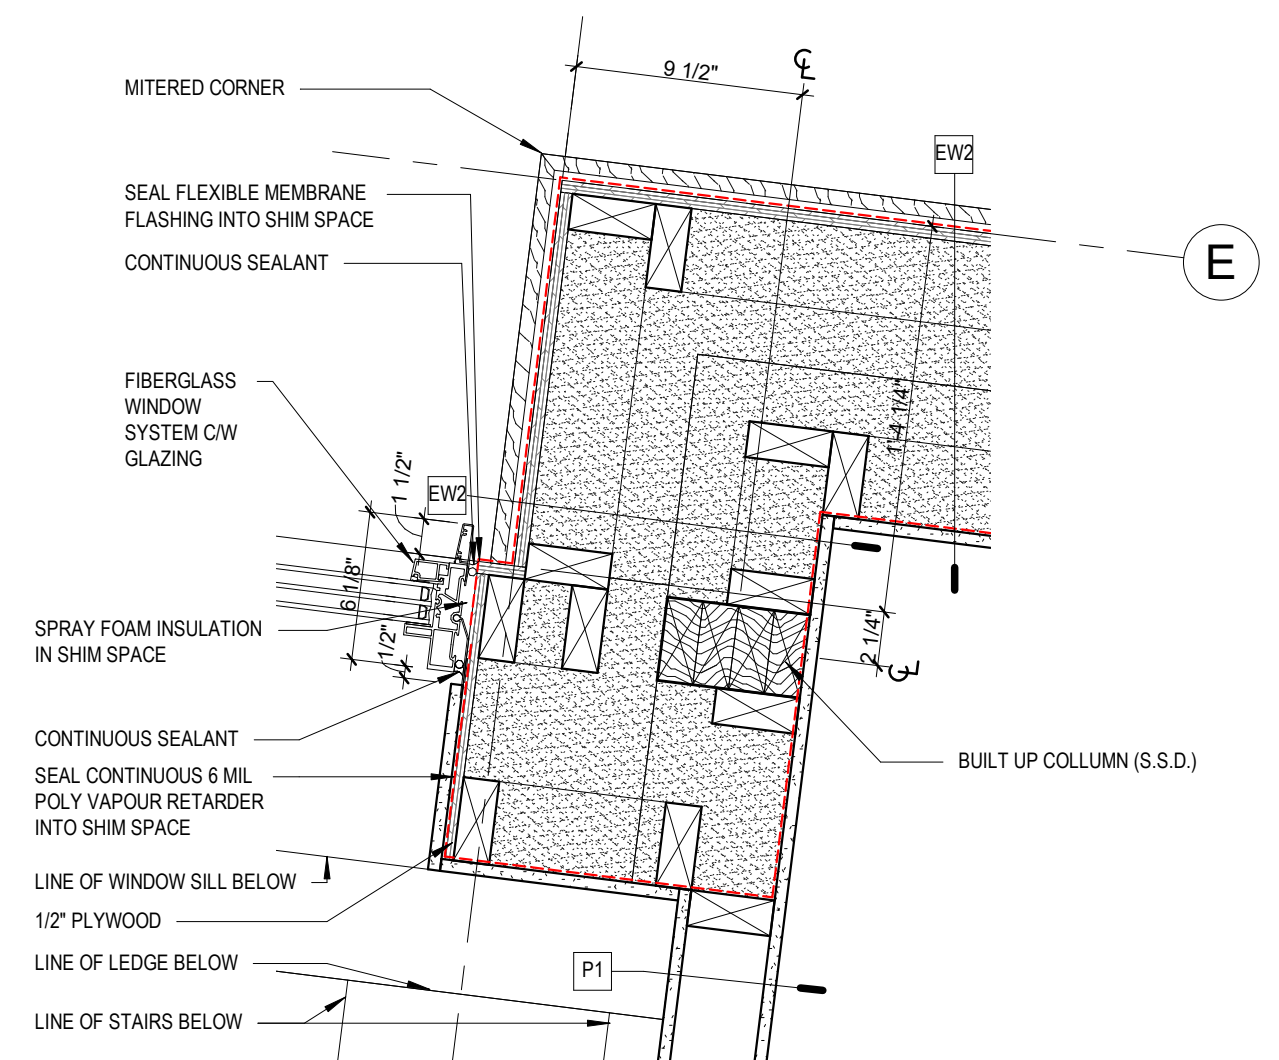 9 1/2"
CL
MITERED CORNER
EW2
SEAL FLEXIBLE MEMBRANE
FLASHING INTO SHIM SPACE
CONTINUOUS SEALANT
E
FIBERGLASS
WINDOW
SYSTEM C/W
GLAZING
1'-4 1/4"
1 1/2"
EW2
6 1/8"
SPRAY FOAM INSULATION
IN SHIM SPACE
1/2"
2 1/4"
CL
CONTINUOUS SEALANT
BUILT UP COLLUMN (S.S.D.)
SEAL CONTINUOUS 6 MIL
POLY VAPOUR RETARDER
INTO SHIM SPACE
LINE OF WINDOW SILL BELOW
1/2" PLYWOOD
LINE OF LEDGE BELOW
P1
LINE OF STAIRS BELOW